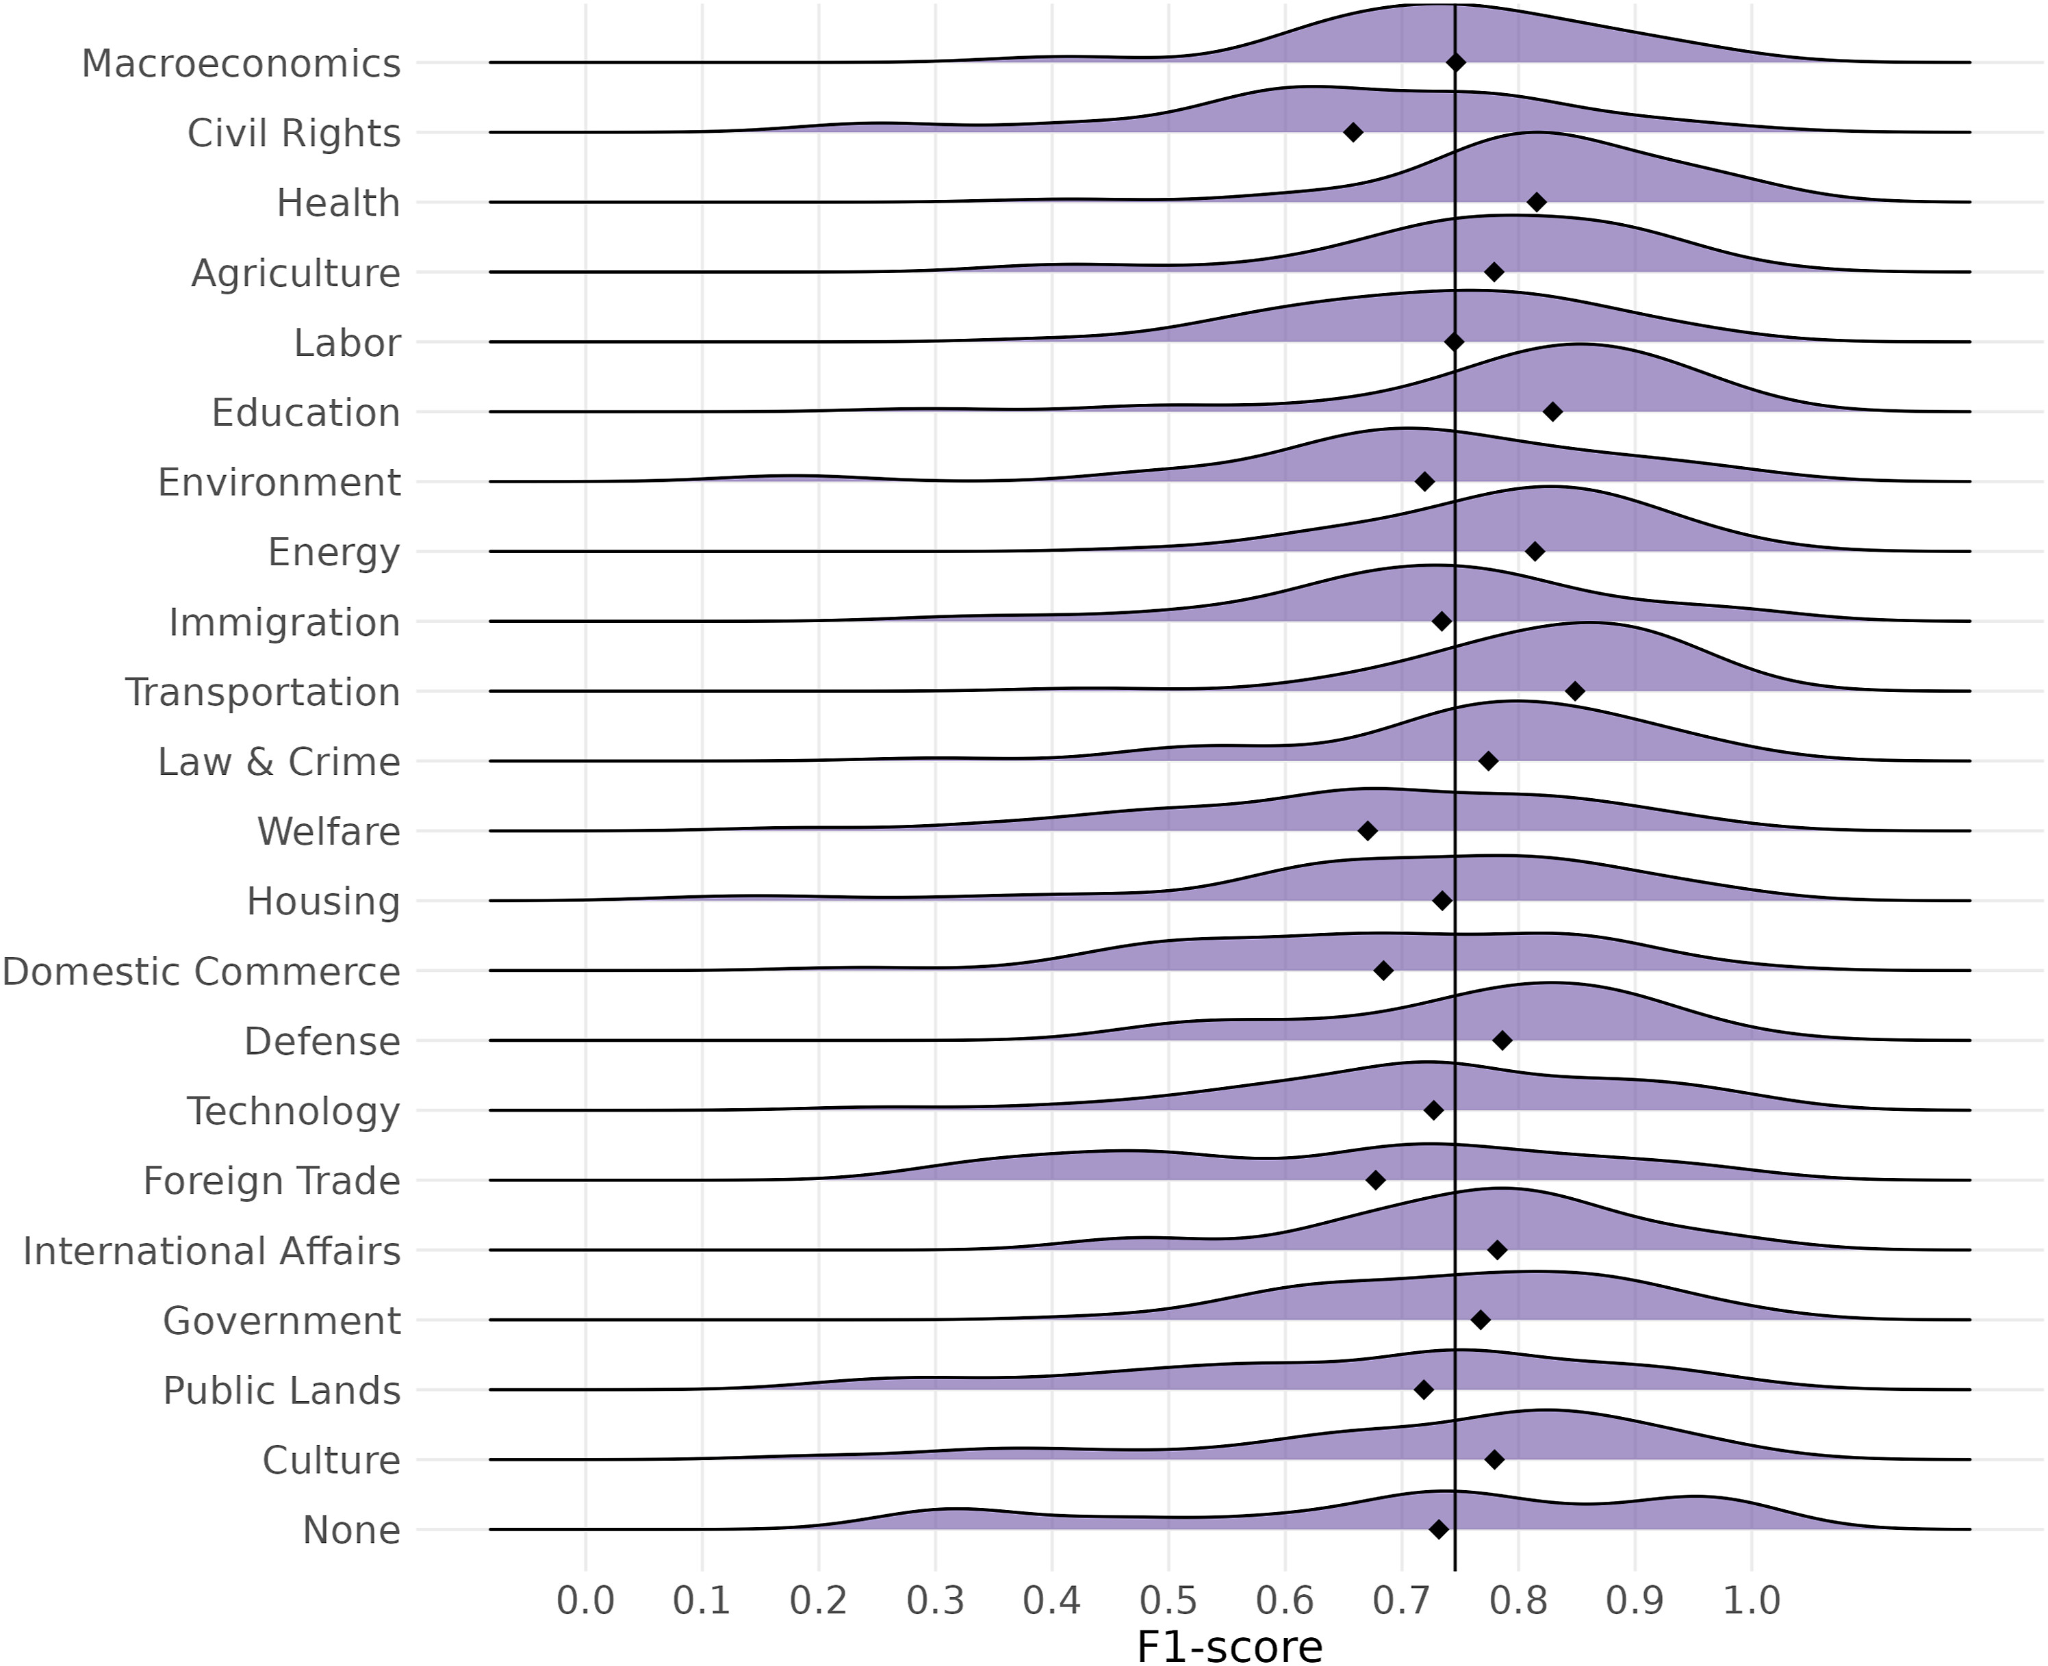 Macroeconomics
Civil Rights
Health
Agriculture
Labor
Education
Environment
Energy
Immigration
Transportation
Law & Crime
Welfare
Housing
Domestic Commerce
Defense
Technology
Foreign Trade
International Affairs
Government
Public Lands
Culture
None
0.0 0.1 0.2 0.3 0.4 0.5 0.6 0.7 0.8 0.9 1.0
F1-score